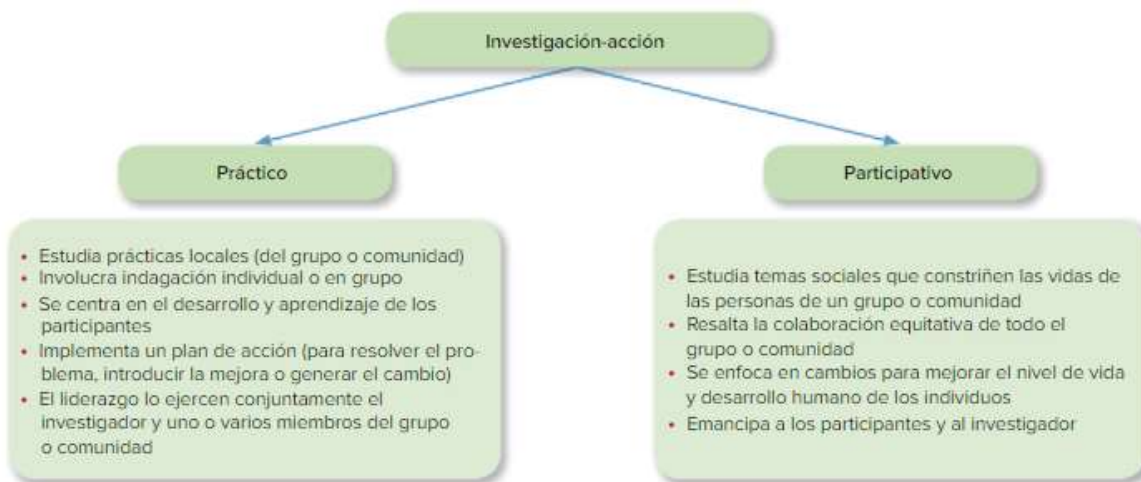 Investigación-acción
Práctico
Participativo
• Estudia prácticas locales (del grupo o comunidad)
• Involucra indagación individual o en grupo
• Se centra en el desarrollo y aprendizaje de los
participantes
• Implementa un plan de acción (para resolver el pro-
blema, introducir la mejora o generar el cambio)
• El liderazgo lo ejercen conjuntamente el
investigador y uno o varios miembros del grupo
o comunidad
• Estudia temas sociales que constriñen las vidas de
las personas de un grupo o comunidad
• Resalta la colaboración equitativa de todo el
grupo o comunidad
• Se enfoca en cambios para mejorar el nivel de vida
y desarrollo humano de los individuos
• Emancipa a los participantes y al investigador